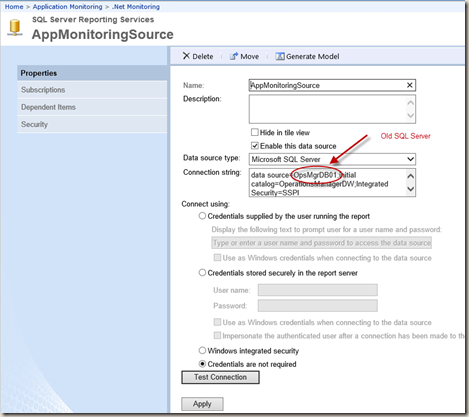 Home > Application Monitoring > .Net Monitoring
SQL Server Reporting Services
AppMonitoringSource
Properties
Subscriptions
Dependent Items
Security
Delete Move Generate Model
Name: AppMonitoringSource
Description:
Hide in tile view
Enable this data source
Old SQL Server
Data source type: Microsoft SQL Server
Connection string: data source=OpsMgrDB01;initial
catalog=OperationsManagerDW;Integrated
Security=SSPI
Connect using:
Credentials supplied by the user running the report
Display the following text to prompt user for a user name and password:
Type or enter a user name and password to access the data source
Use as Windows credentials when connecting to the data source
Credentials stored securely in the report server
User name:
Password:
Use as Windows credentials when connecting to the data source
Impersonate the authenticated user after a connection has been made to the
Windows integrated security
Credentials are not required
Test Connection
Apply